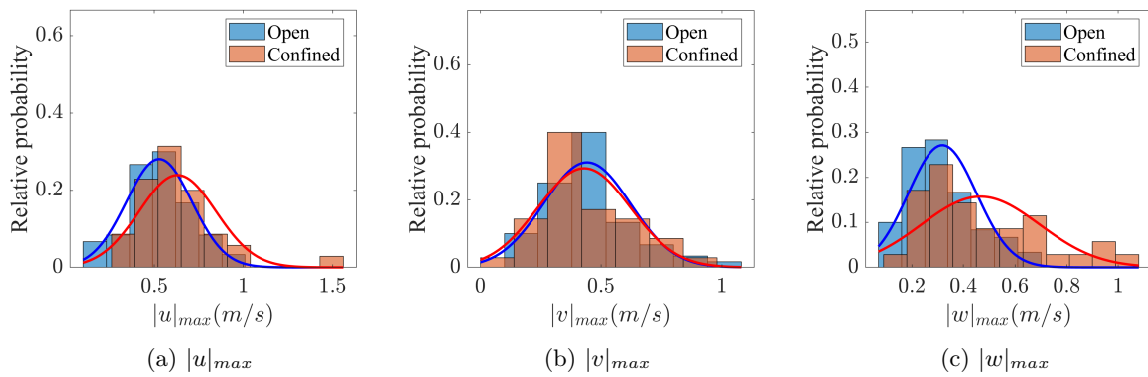 Relative probability
0.6
0.4
0.2
0
Open
Confined
0.5
1
1.5
|u|max(m/s)
(a) |u|max
Relative probability
0.6
0.4
0.2
0
Open
Confined
0
0.5
1
|v|max(m/s)
(b) |v|max
Relative probability
0.5
0.4
0.3
0.2
0.1
0
Open
Confined
0.2
0.4
0.6
0.8
1
|w|max(m/s)
(c) |w|max